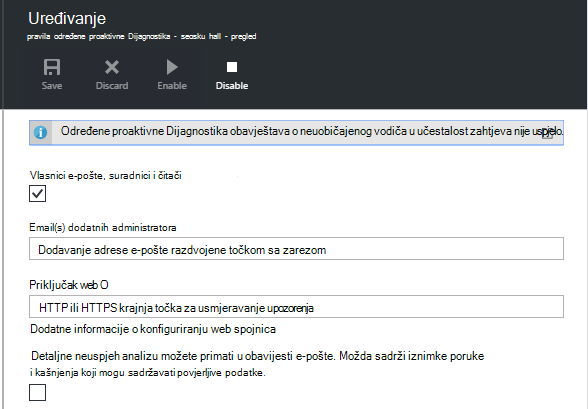 Uređivanje
pravila određene proaktivne Dijagnostika - seosku hall - pregled
Save Discard Enable Disable
Određene proaktivne Dijagnostika obavještava o neuobičajenog vodiča u učestalost zahtjeva nije uspjelo.
Vlasnici e-pošte, suradnici i čitači
Email(s) dodatnih administratora
Dodavanje adrese e-pošte razdvojene točkom sa zarezom
Priključak web O
HTTP ili HTTPS krajnja točka za usmjeravanje upozorenja
Dodatne informacije o konfiguriranju web spojnica
Detaljne neuspjeh analizu možete primati u obavijesti e-pošte. Možda sadrži iznimke poruke
i kašnjenja koji mogu sadržavati povjerljive podatke.